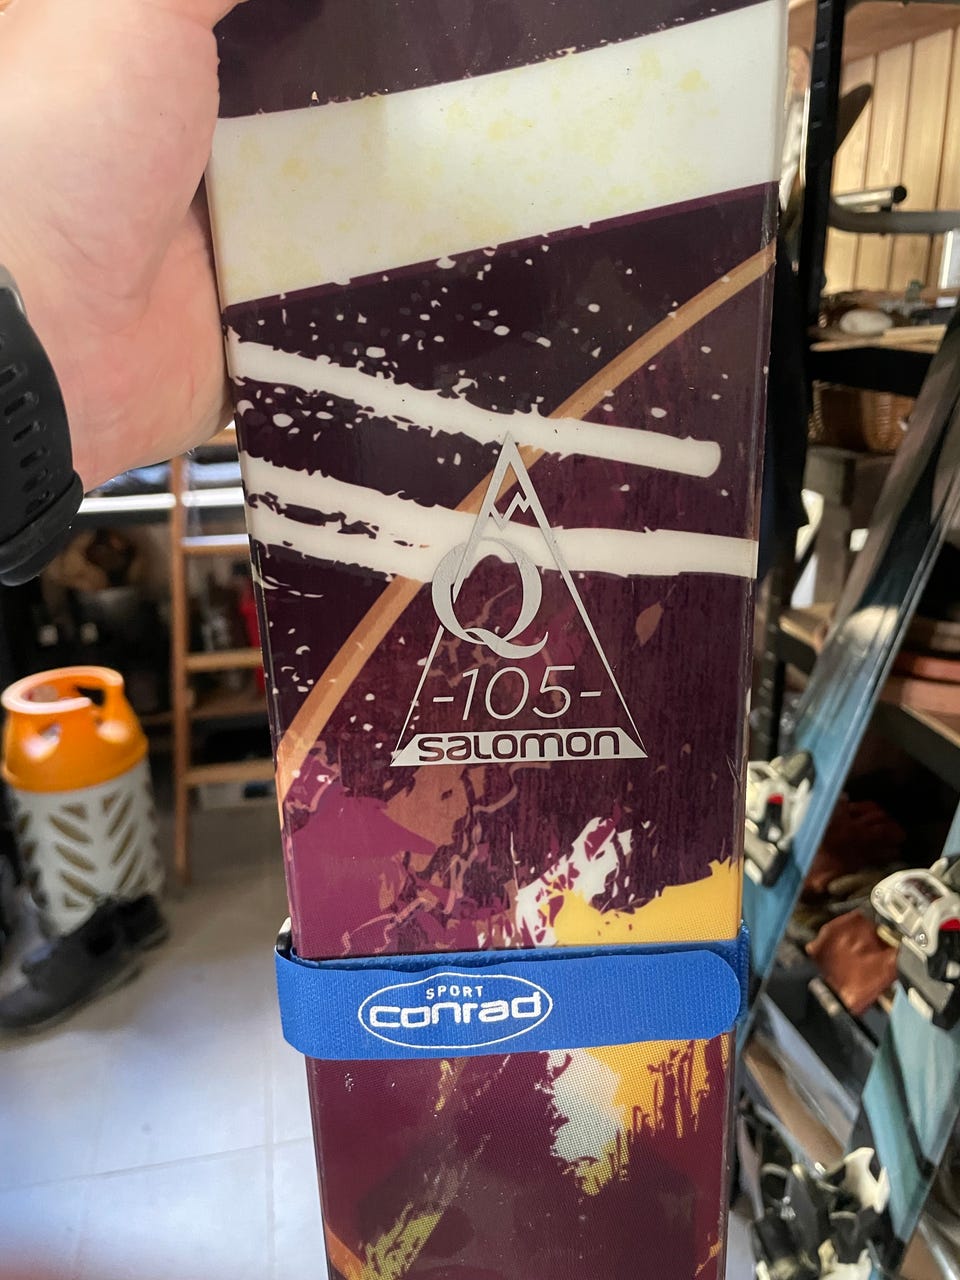 Q
-105-
salomon
SPORT
conrad